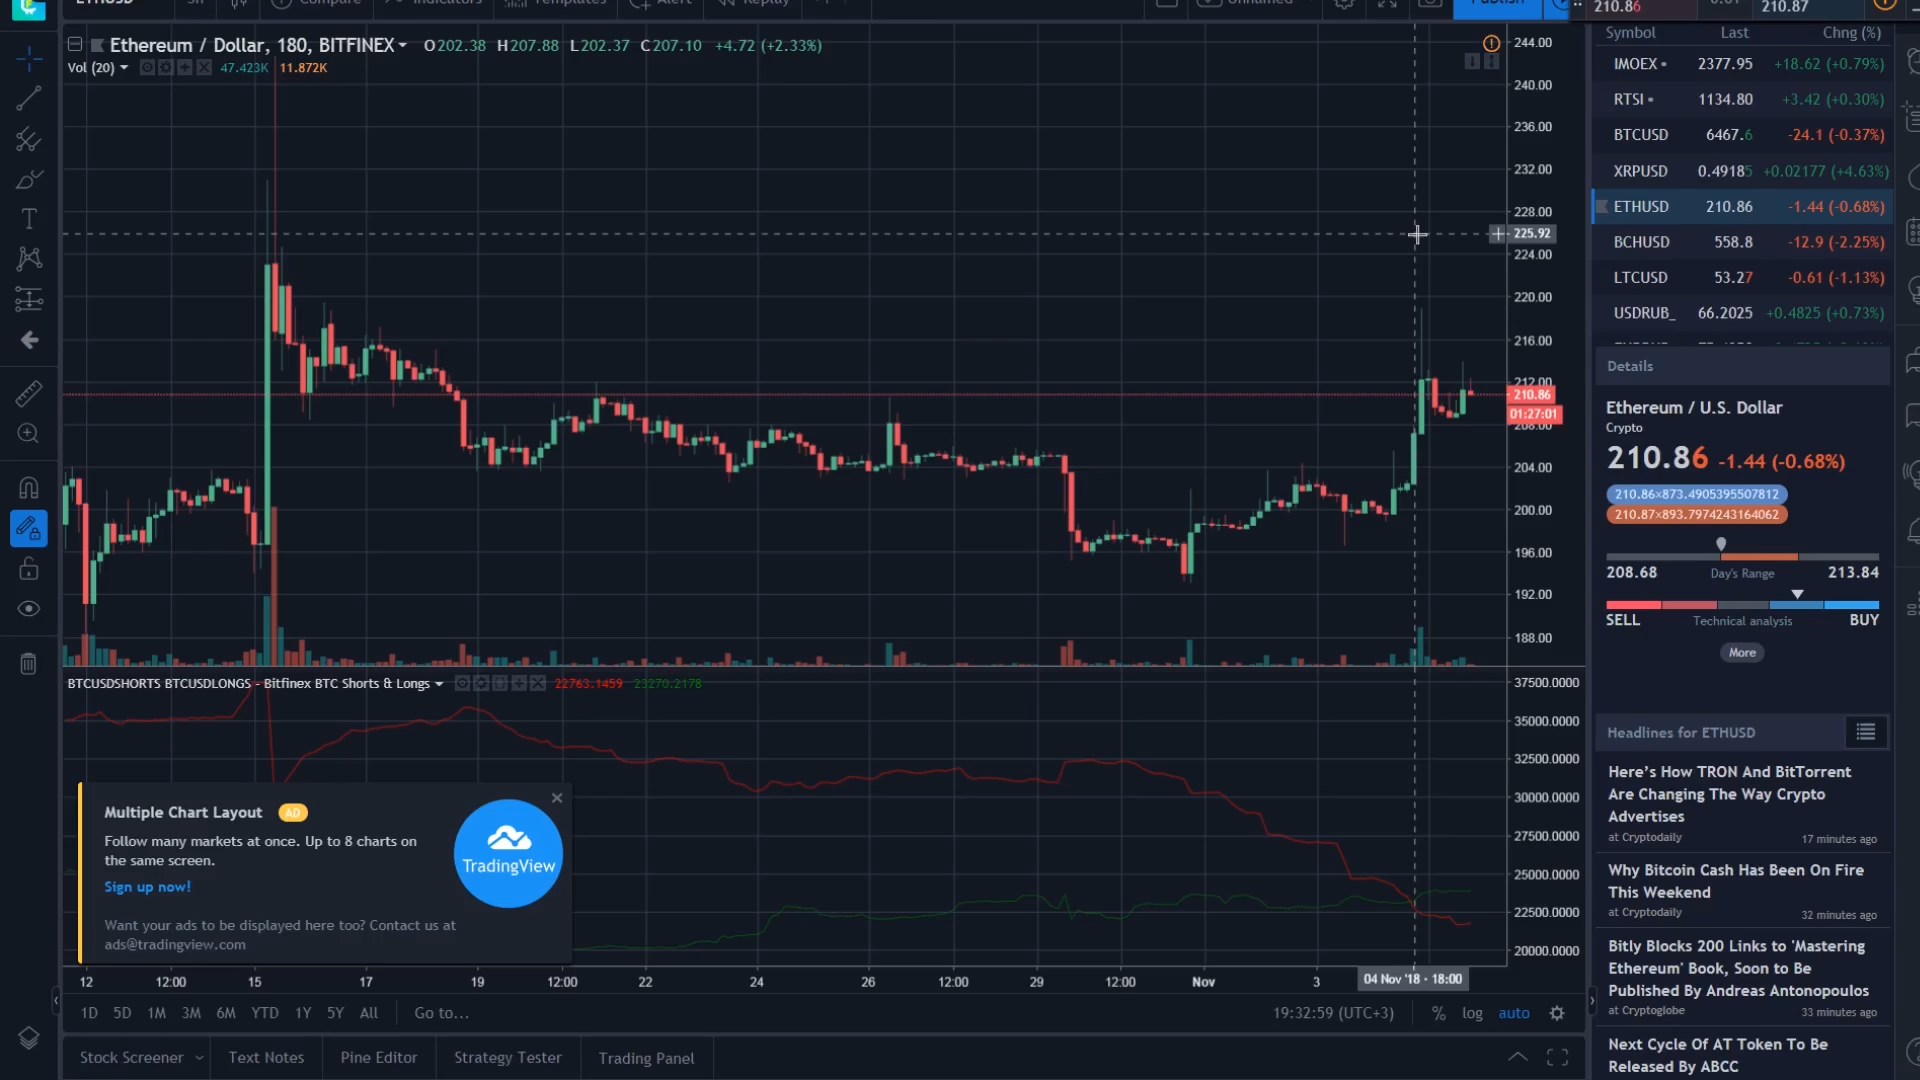 210.86
210.87
Ethereum / Dollar, 180, BITFINEX O202.38 H207.88 L202.37 C207.10 +4.72 (+2.33%)
Vol (20) 47.423K 11.872K
244.00
240.00
236.00
232.00
228.00
225.92
224.00
220.00
216.00
212.00
210.86
01:27:01
208.00
204.00
200.00
196.00
192.00
188.00
BTCUSDSHORTS BTCUSDLONGS - Bitfinex BTC Shorts & Longs 22763.1459 23270.2178
37500.0000
35000.0000
32500.0000
30000.0000
27500.0000
25000.0000
22500.0000
20000.0000
Multiple Chart Layout AD
Follow many markets at once. Up to 8 charts on
the same screen.
Sign up now!
Want your ads to be displayed here too? Contact us at
ads@tradingview.com
TradingView
12 12:00 15 17 19 12:00 22 24 26 12:00 29 12:00 Nov 3 04 Nov '18 - 18:00
1D 5D 1M 3M 6M YTD 1Y 5Y All Go to... 19:32:59 (UTC+3) % log auto
Stock Screener Text Notes Pine Editor Strategy Tester Trading Panel
Symbol Last Chng (%)
IMOEX 2377.95 +18.62 (+0.79%)
RTSI 1134.80 +3.42 (+0.30%)
BTCUSD 6467.6 -24.1 (-0.37%)
XRPUSD 0.49185 +0.02177 (+4.63%)
ETHUSD 210.86 -1.44 (-0.68%)
BCHUSD 558.8 -12.9 (-2.25%)
LTCUSD 53.27 -0.61 (-1.13%)
USDRUB_ 66.2025 +0.4825 (+0.73%)
Details
Ethereum / U.S. Dollar
Crypto
210.86 -1.44 (-0.68%)
210.86×873.4905395507812
210.87×893.7974243164062
208.68 Day's Range 213.84
SELL Technical analysis BUY
More
Headlines for ETHUSD
Here's How TRON And BitTorrent
Are Changing The Way Crypto
Advertises
at Cryptodaily 17 minutes ago
Why Bitcoin Cash Has Been On Fire
This Weekend
at Cryptodaily 32 minutes ago
Bitly Blocks 200 Links to 'Mastering
Ethereum' Book, Soon to Be
Published By Andreas Antonopoulos
at Cryptoglobe 33 minutes ago
Next Cycle Of AT Token To Be
Released By ABCC